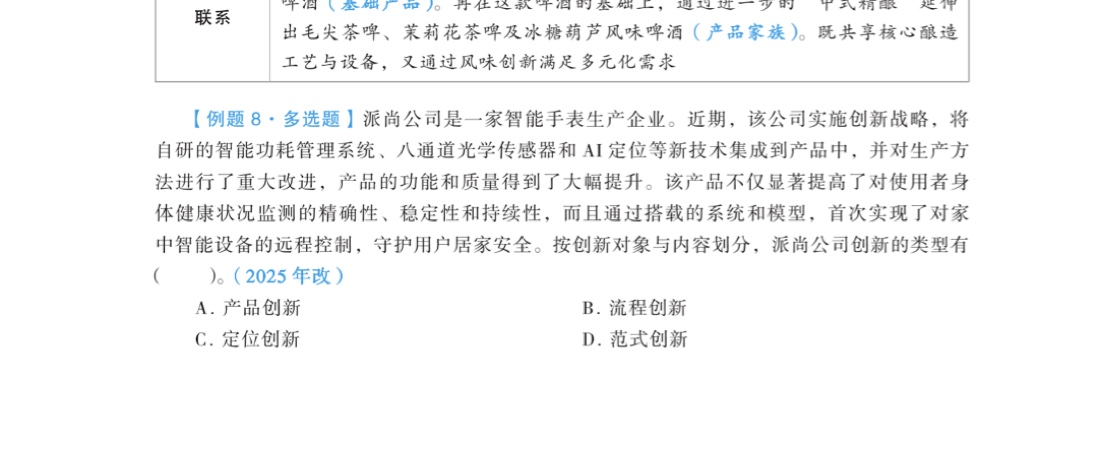 联系
啤酒（基础产品）。再在这款啤酒的基础上，通过进一步的“中式精酿”延伸
出毛尖茶啤、茉莉花茶啤及冰糖葫芦风味啤酒（产品家族）。既共享核心酿造
工艺与设备，又通过风味创新满足多元化需求
【例题 8·多选题】派尚公司是一家智能手表生产企业。近期，该公司实施创新战略，将
自研的智能功耗管理系统、八通道光学传感器和 AI 定位等新技术集成到产品中，并对生产方
法进行了重大改进，产品的功能和质量得到了大幅提升。该产品不仅显著提高了对使用者身
体健康状况监测的精确性、稳定性和持续性，而且通过搭载的系统和模型，首次实现了对家
中智能设备的远程控制，守护用户居家安全。按创新对象与内容划分，派尚公司创新的类型有
(　　)。（2025 年改）
A. 产品创新　　B. 流程创新
C. 定位创新　　D. 范式创新